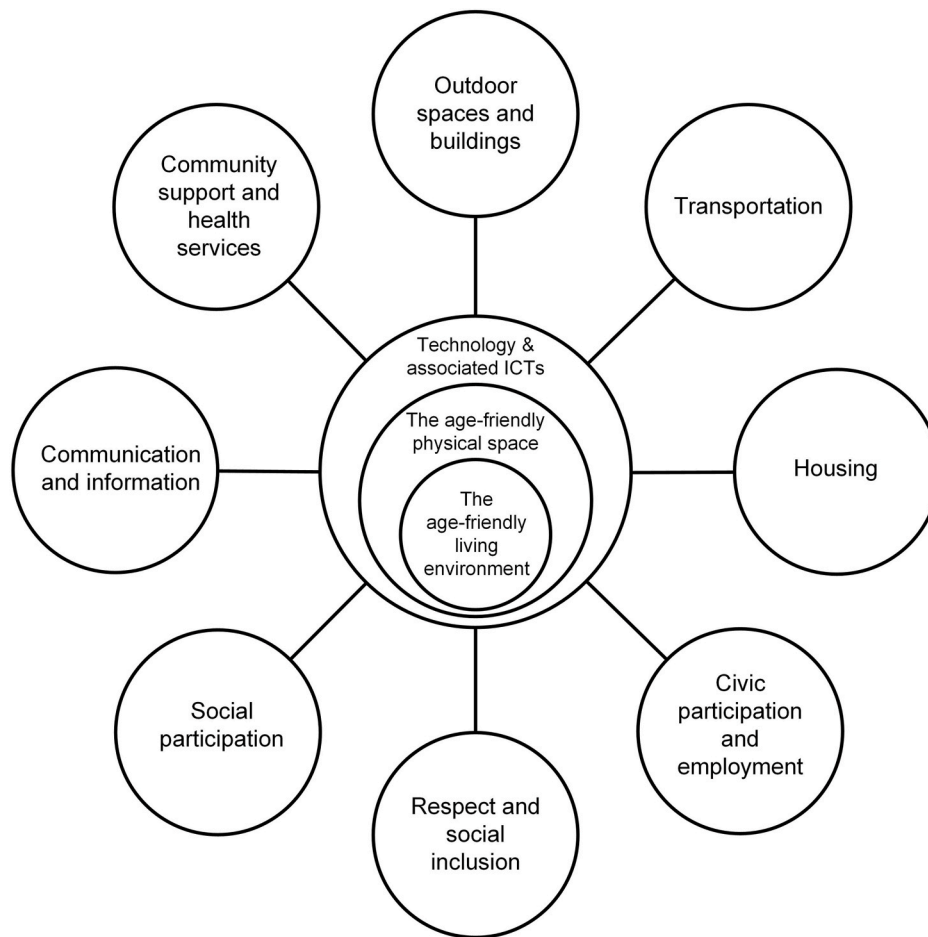 Outdoor
spaces and
buildings
Transportation
Housing
Civic
participation
and
employment
Respect and
social
inclusion
Social
participation
Communication
and information
Community
support and
health
services
Technology &
associated ICTs
The age-friendly
physical space
The
age-friendly
living
environment